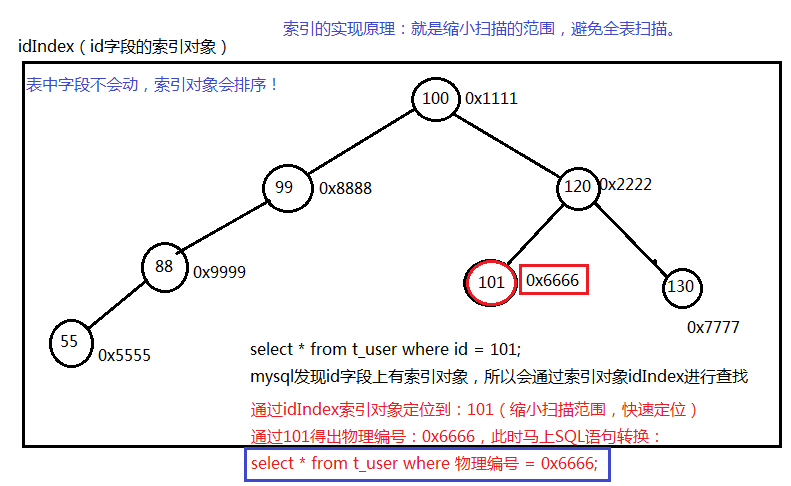 索引的实现原理：就是缩小扫描的范围，避免全表扫描。
idIndex（id字段的索引对象）
表中字段不会动，索引对象会排序！
100 0x1111
99 0x8888
120 0x2222
88 0x9999
101 0x6666
130
0x7777
55 0x5555
select * from t_user where id = 101;
mysql发现id字段上有索引对象，所以会通过索引对象idIndex进行查找
通过idIndex索引对象定位到：101（缩小扫描范围，快速定位）
通过101得出物理编号：0x6666，此时马上SQL语句转换：
select * from t_user where 物理编号 = 0x6666;